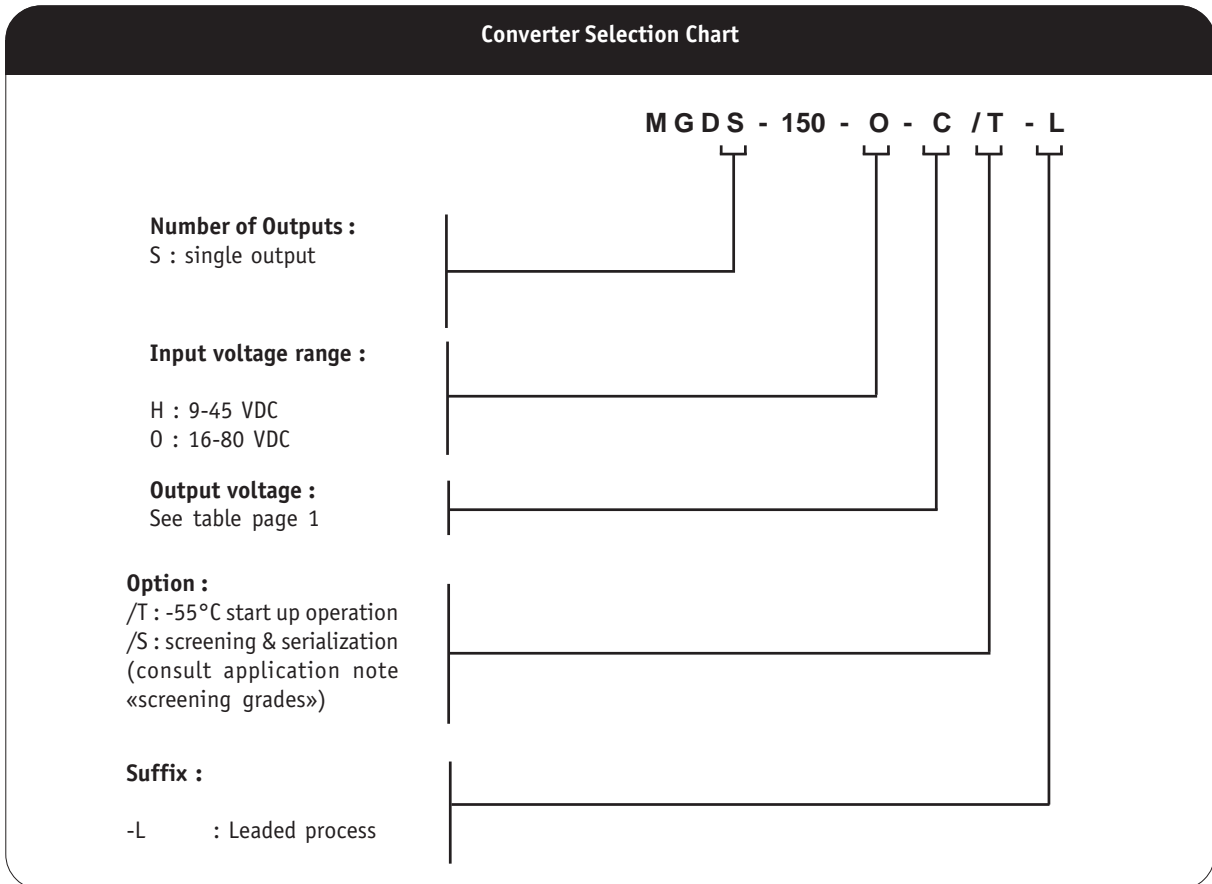 Converter Selection Chart
M G D S - 150 - O - C / T - L
Number of Outputs :
S : single output
Input voltage range :
H : 9-45 VDC
O : 16-80 VDC
Output voltage :
See table page 1
Option :
/T : -55°C start up operation
/S : screening & serialization
(consult application note
«screening grades»)
Suffix :
-L : Leaded process